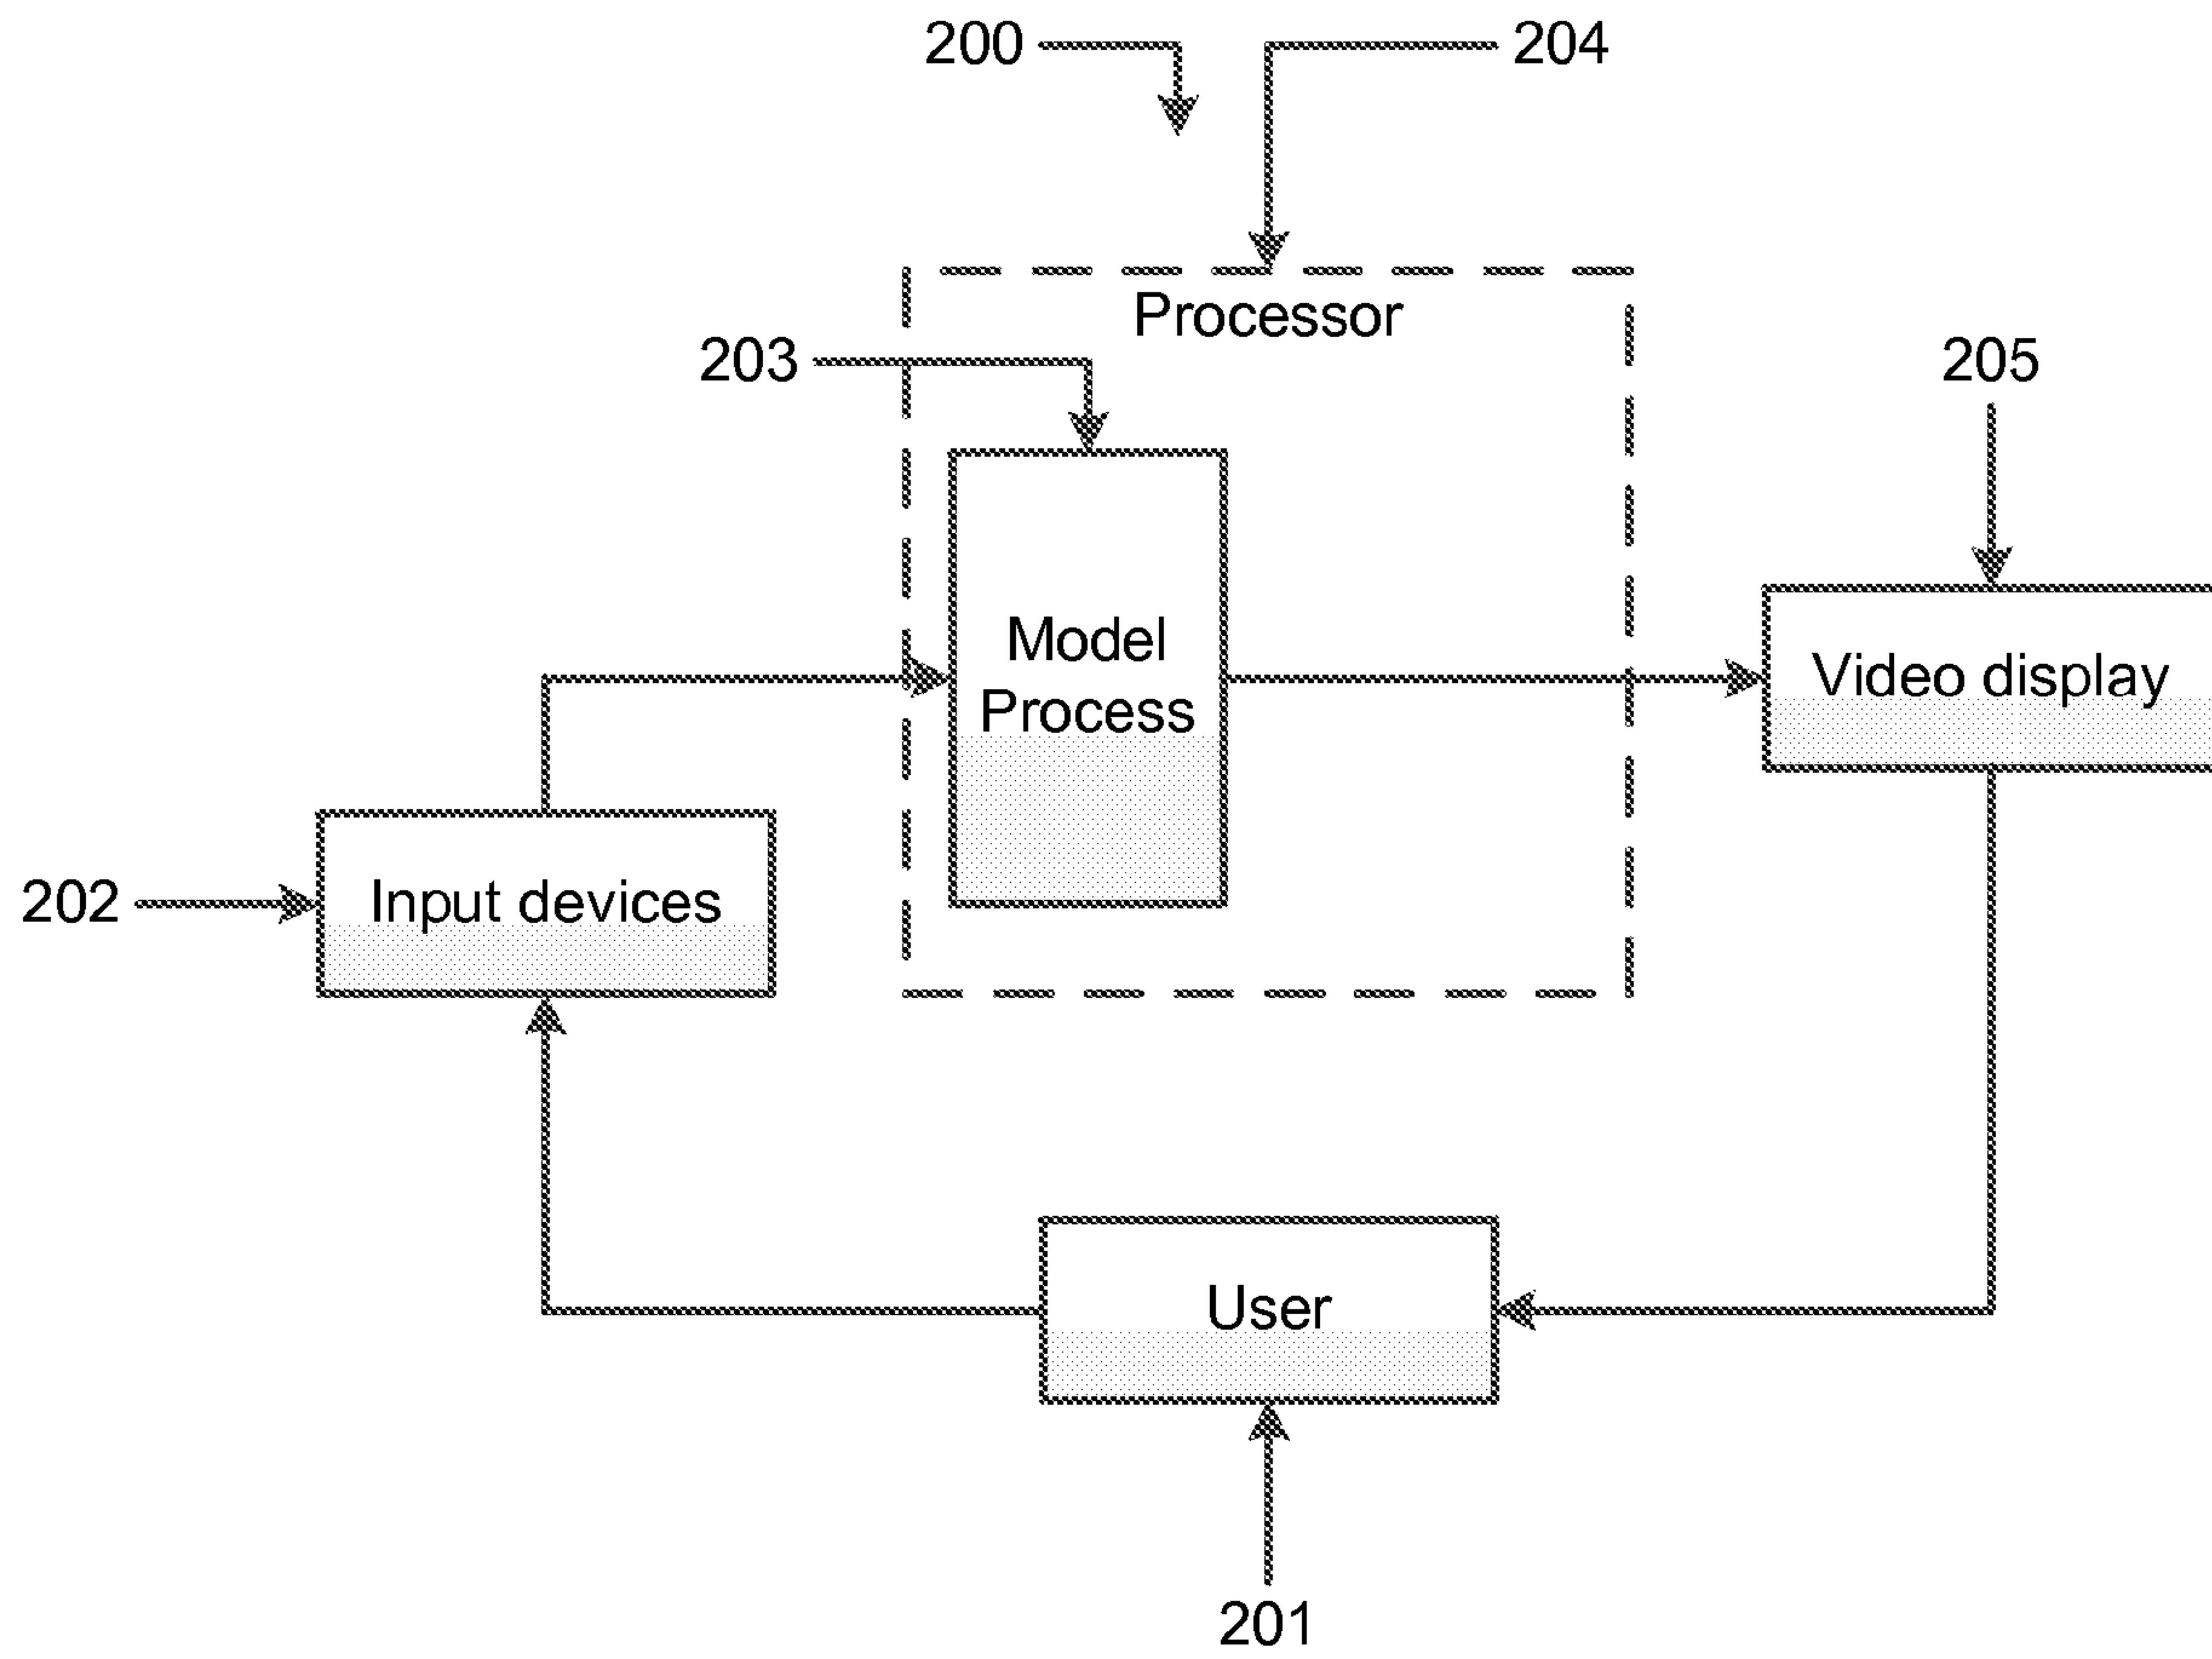 200
204
Processor
203
205
Model
Process
Video display
202
Input devices
User
201